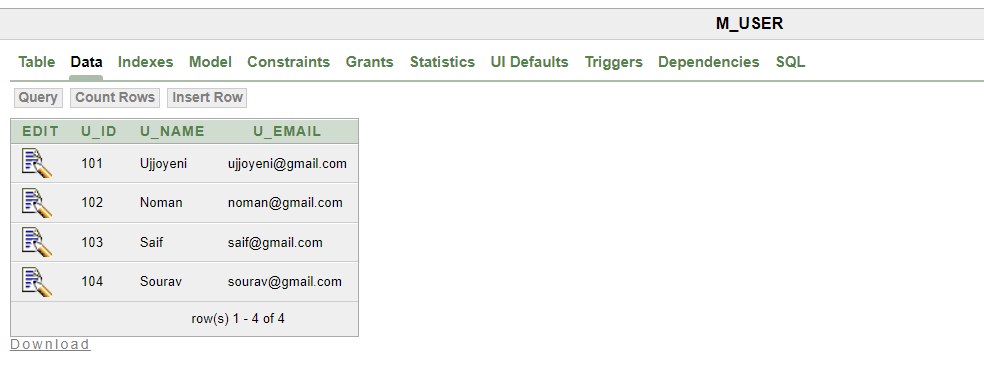 M_USER
Table Data Indexes Model Constraints Grants Statistics UI Defaults Triggers Dependencies SQL
Query Count Rows Insert Row
EDIT U_ID U_NAME U_EMAIL
101 Ujjoyeni ujjoyeni@gmail.com
102 Noman noman@gmail.com
103 Saif saif@gmail.com
104 Sourav sourav@gmail.com
row(s) 1 - 4 of 4
Download